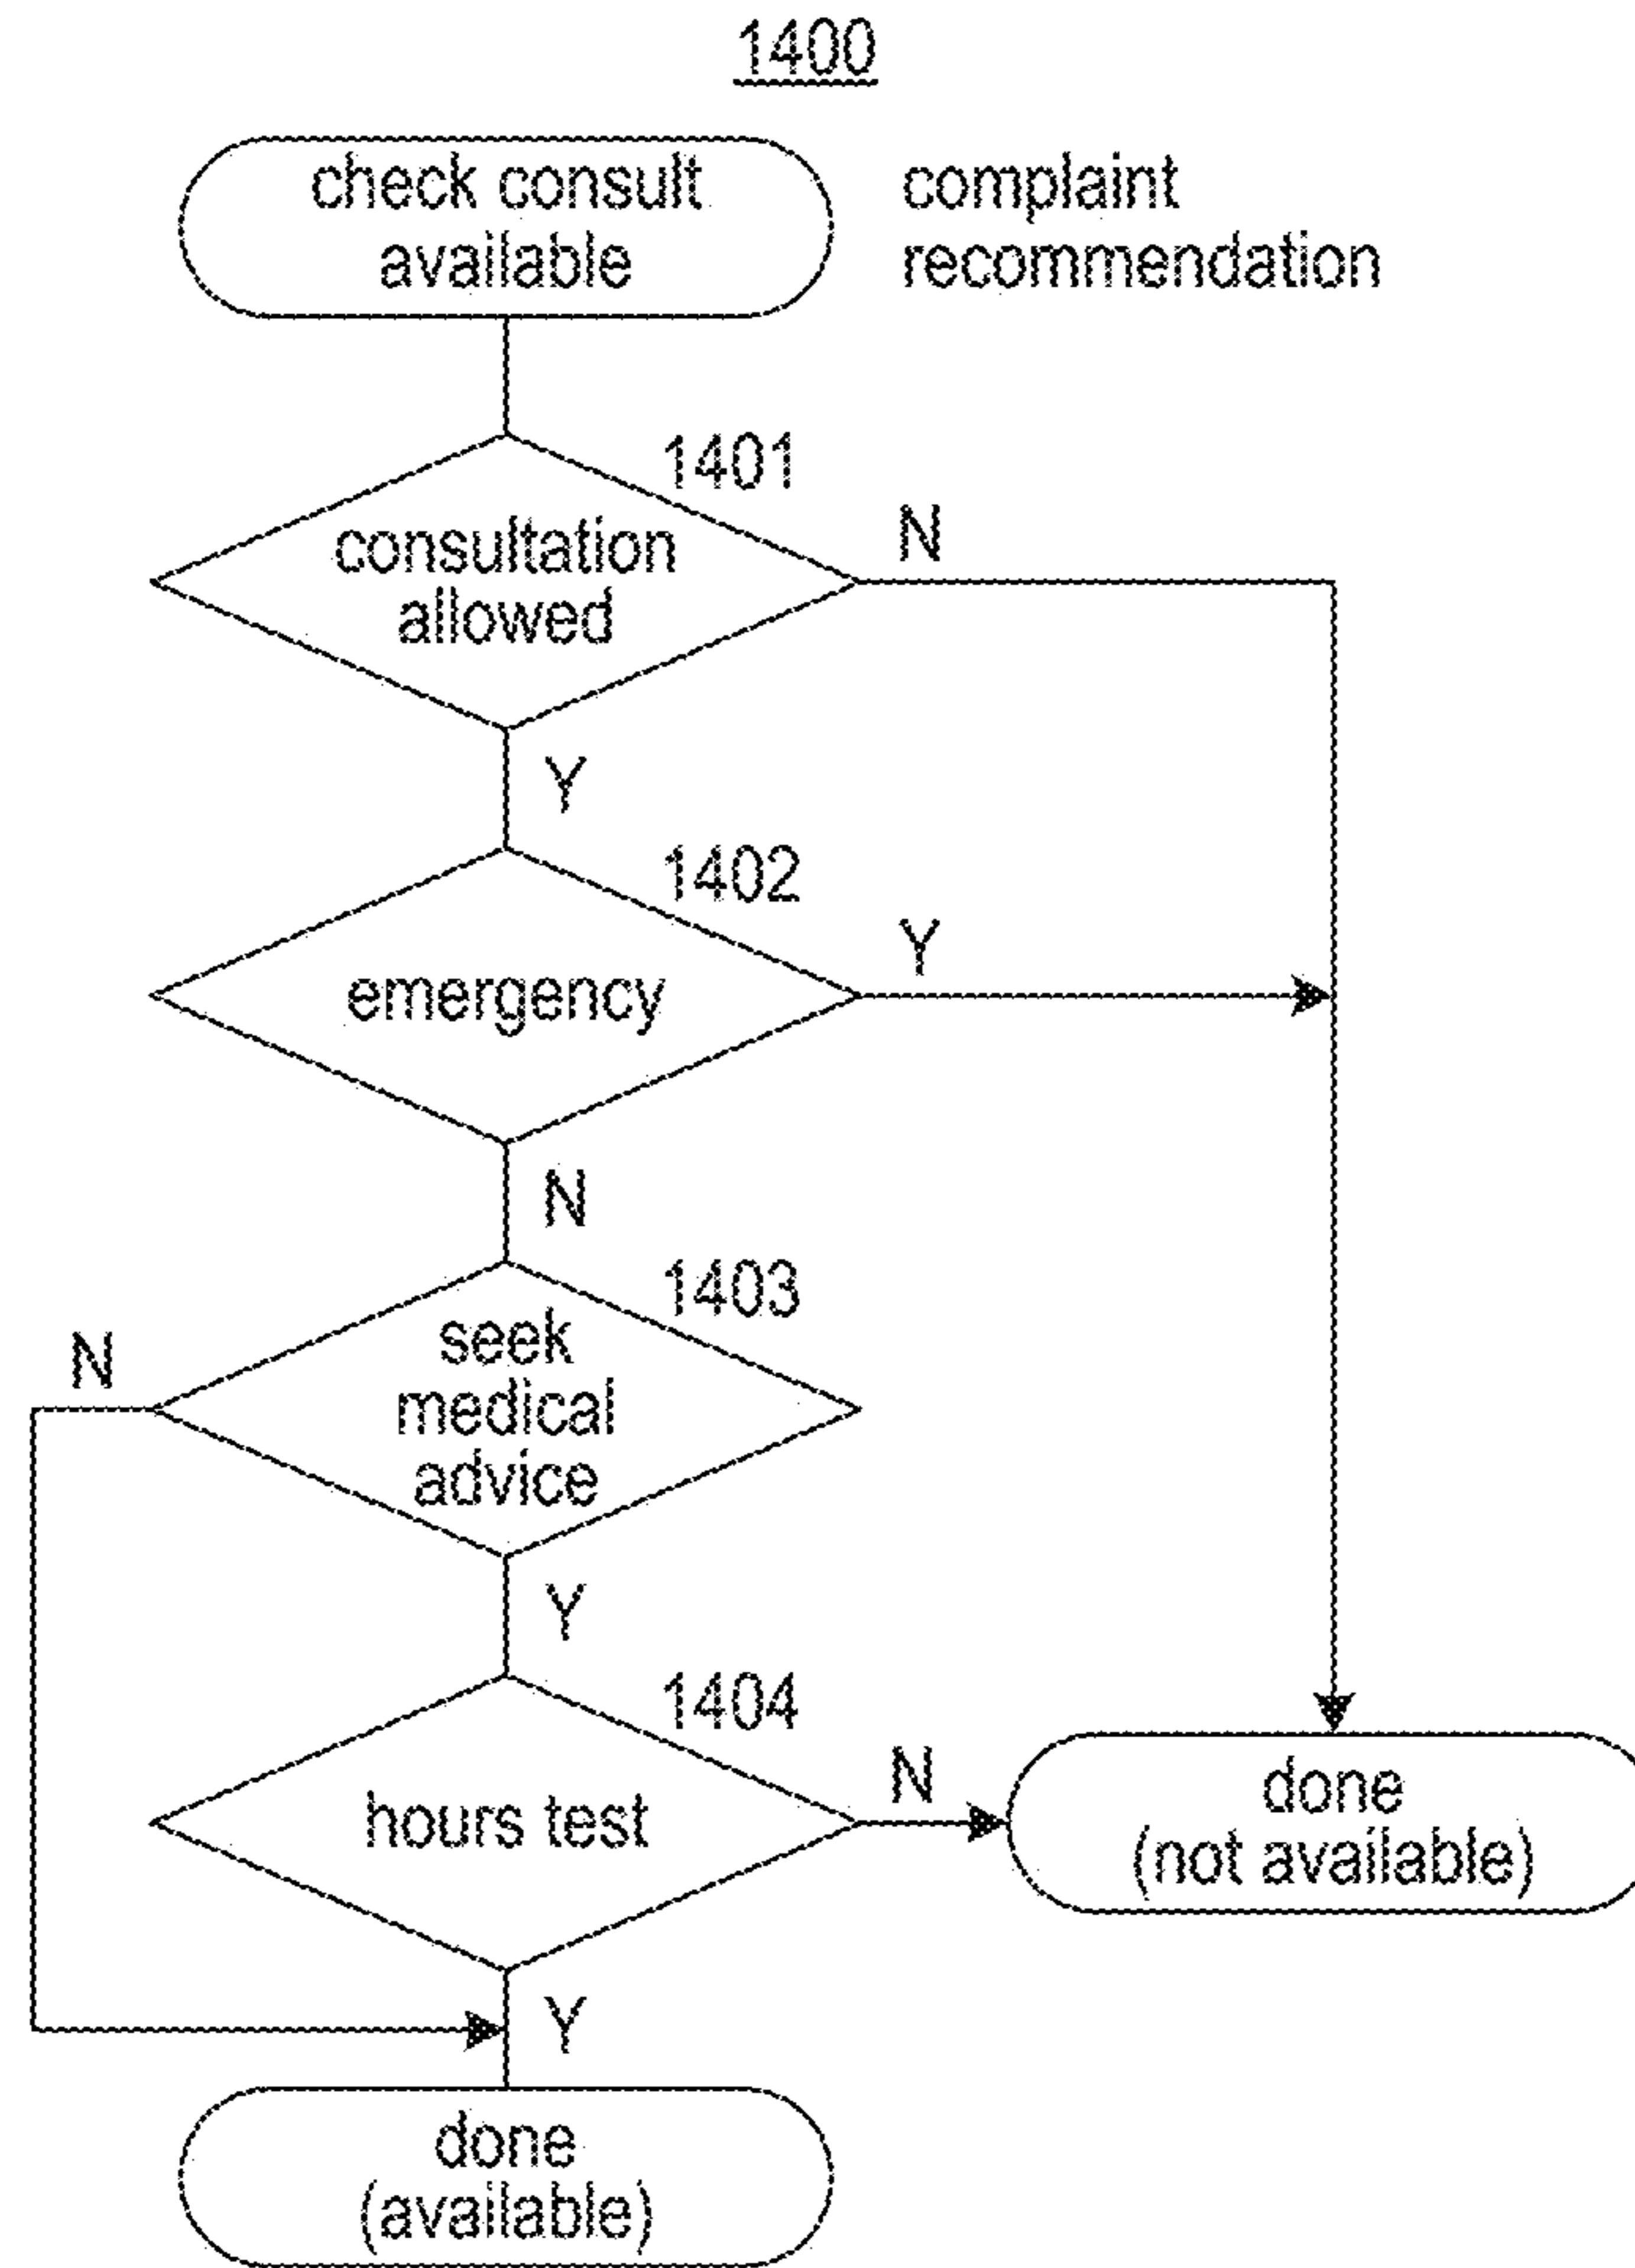 1400
check consult
available
complaint
recommendation
1401
consultation
allowed
N
Y
1402
emergency
Y
N
1403
seek
medical
advice
N
Y
1404
hours test
N
done
(not available)
Y
done
(available)